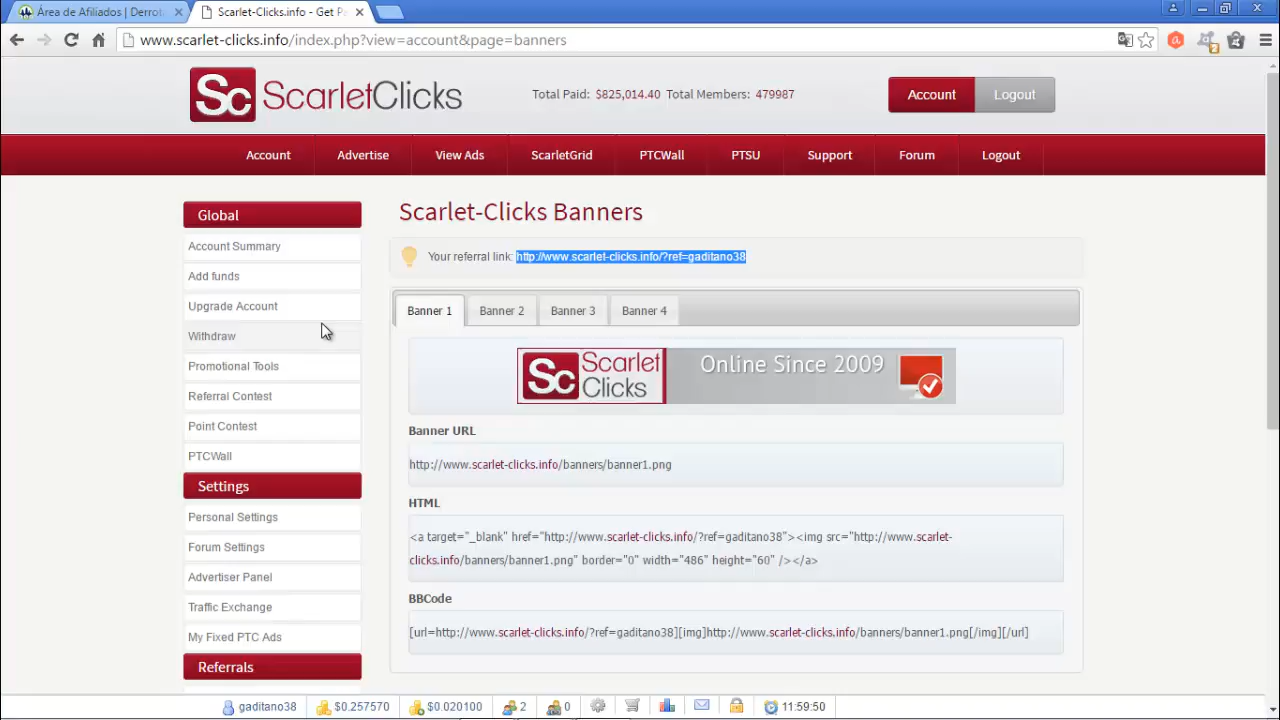 Área de Afiliados | Derrota
Scarlet-Clicks.info - Get Pa
www.scarlet-clicks.info/index.php?view=account&page=banners
Sc ScarletClicks
Total Paid: $825,014.40 Total Members: 479987
Account Logout
Account Advertise View Ads ScarletGrid PTCWall PTSU Support Forum Logout
Global
Account Summary
Add funds
Upgrade Account
Withdraw
Promotional Tools
Referral Contest
Point Contest
PTCWall
Settings
Personal Settings
Forum Settings
Advertiser Panel
Traffic Exchange
My Fixed PTC Ads
Referrals
Scarlet-Clicks Banners
Your referral link: http://www.scarlet-clicks.info/?ref=gaditano38
Banner 1 Banner 2 Banner 3 Banner 4
Sc Scarlet
Clicks
Online Since 2009
Banner URL
http://www.scarlet-clicks.info/banners/banner1.png
HTML
<a target="_blank" href="http://www.scarlet-clicks.info/?ref=gaditano38"><img src="http://www.scarlet-
clicks.info/banners/banner1.png" border="0" width="486" height="60" /></a>
BBCode
[url=http://www.scarlet-clicks.info/?ref=gaditano38][img]http://www.scarlet-clicks.info/banners/banner1.png[/img][/url]
gaditano38 $0.257570 $0.020100 2 0 11:59:50